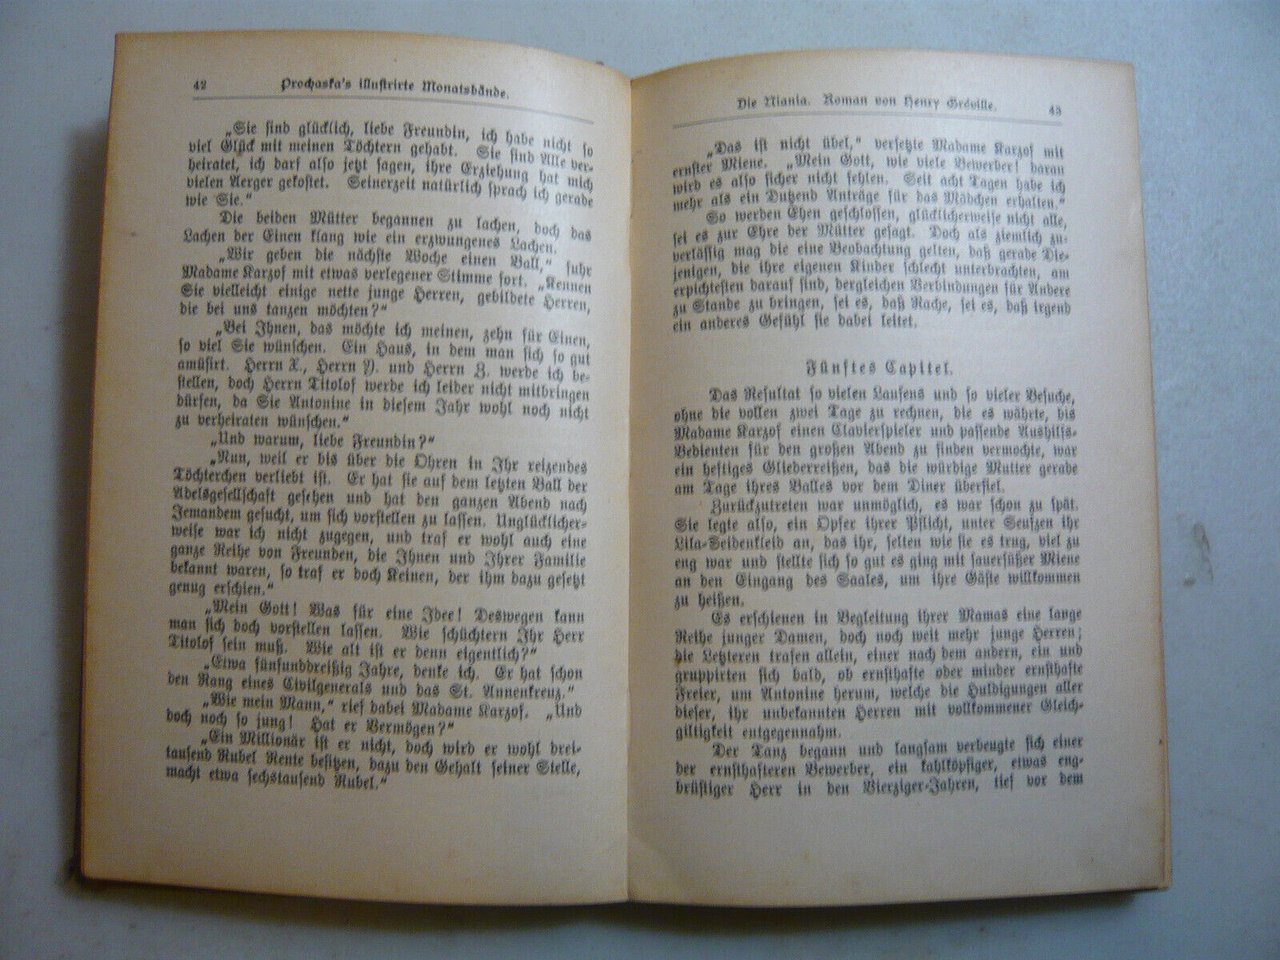 42
Prochaska's illustrirte Monatsbände.
„Sie sind glücklich, liebe Freundin, ich habe nicht so
viel Glück mit meinen Töchtern gehabt. Sie sind Alle ver-
heiratet, ich darf also jetzt sagen, ihre Erziehung hat mich
vielen Aerger gekostet. Seinerzeit natürlich sprach ich gerade
wie Sie.“
Die beiden Mütter begannen zu lachen, doch das
Lachen der Einen klang wie ein erzwungenes Lachen.
„Wir geben die nächste Woche einen Ball,“ fuhr
Madame Karzof mit etwas verlegener Stimme fort. „Kennen
Sie vielleicht einige nette junge Herren, gebildete Herren,
die bei uns tanzen möchten?“
„Bei Ihnen, das möchte ich meinen, zehn für Einen,
so viel Sie wünschen. Ein Haus, in dem man sich so gut
amüsirt. Herrn X., Herrn Y. und Herrn Z. werde ich be-
stellen, doch Herrn Titolof werde ich leider nicht mitbringen
dürfen, da Sie Antonine in diesem Jahr wohl noch nicht
zu verheiraten wünschen.“
„Und warum, liebe Freundin?“
„Nun, weil er bis über die Ohren in Ihr reizendes
Töchterchen verliebt ist. Er hat sie auf dem letzten Ball der
Adelsgesellschaft gesehen und hat den ganzen Abend nach
Jemandem gesucht, um sich vorstellen zu lassen. Unglücklicher-
weise war ich nicht zugegen, und traf er wohl auch eine
ganze Reihe von Freunden, die Ihnen und Ihrer Familie
bekannt waren, so traf er doch Keinen, der ihm dazu gesetzt
genug erschien.“
„Mein Gott! Was für eine Idee! Deswegen kann
man sich doch vorstellen lassen. Wie schüchtern Ihr Herr
Titolof sein muß. Wie alt ist er denn eigentlich?“
„Etwa fünfunddreißig Jahre, denke ich. Er hat schon
den Rang eines Civilgenerals und das St. Annenkreuz.“
„Wie mein Mann,“ rief dabei Madame Karzof. „Und
doch noch so jung! Hat er Vermögen?“
„Ein Millionär ist er nicht, doch wird er wohl drei-
tausend Rubel Rente besitzen, dazu den Gehalt seiner Stelle,
macht etwa sechstausend Rubel.“
Die Niania. Roman von Henry Gréville.
43
„Das ist nicht übel,“ versetzte Madame Karzof mit
ernster Miene. „Mein Gott, wie viele Bewerber! daran
wird es also sicher nicht fehlen. Seit acht Tagen habe ich
mehr als ein Dutzend Anträge für das Mädchen erhalten.“
So werden Ehen geschlossen, glücklicherweise nicht alle,
sei es zur Ehre der Mütter gesagt. Doch als ziemlich zu-
verlässig mag die eine Beobachtung gelten, daß gerade Die-
jenigen, die ihre eigenen Kinder schlecht unterbrachten, am
erpichtesten darauf sind, dergleichen Verbindungen für Andere
zu Stande zu bringen, sei es, daß Rache, sei es, daß irgend
ein anderes Gefühl sie dabei leitet.
Fünftes Capitel.
Das Resultat so vielen Laufens und so vieler Besuche,
ohne die vollen zwei Tage zu rechnen, die es währte, bis
Madame Karzof einen Clavierspieler und passende Aushilfs-
Bedienten für den großen Abend zu finden vermochte, war
ein heftiges Gliederreißen, das die würdige Mutter gerade
am Tage ihres Balles vor dem Diner überfiel.
Zurückzutreten war unmöglich, es war schon zu spät.
Sie legte also, ein Opfer ihrer Pflicht, unter Seufzen ihr
Lila-Seidenkleid an, das ihr, selten wie sie es trug, viel zu
eng war und stellte sich so gut es ging mit sauersüßer Miene
an den Eingang des Saales, um ihre Gäste willkommen
zu heißen.
Es erschienen in Begleitung ihrer Mamas eine lange
Reihe junger Damen, doch noch weit mehr junge Herren;
die Letzteren trafen allein, einer nach dem andern, ein und
gruppirten sich bald, ob ernsthafte oder minder ernsthafte
Freier, um Antonine herum, welche die Huldigungen aller
dieser, ihr unbekannten Herren mit vollkommener Gleich-
giltigkeit entgegennahm.
Der Tanz begann und langsam verbeugte sich einer
der ernsthafteren Bewerber, ein kahlköpfiger, etwas eng-
brüstiger Herr in den Vierziger-Jahren, tief vor dem